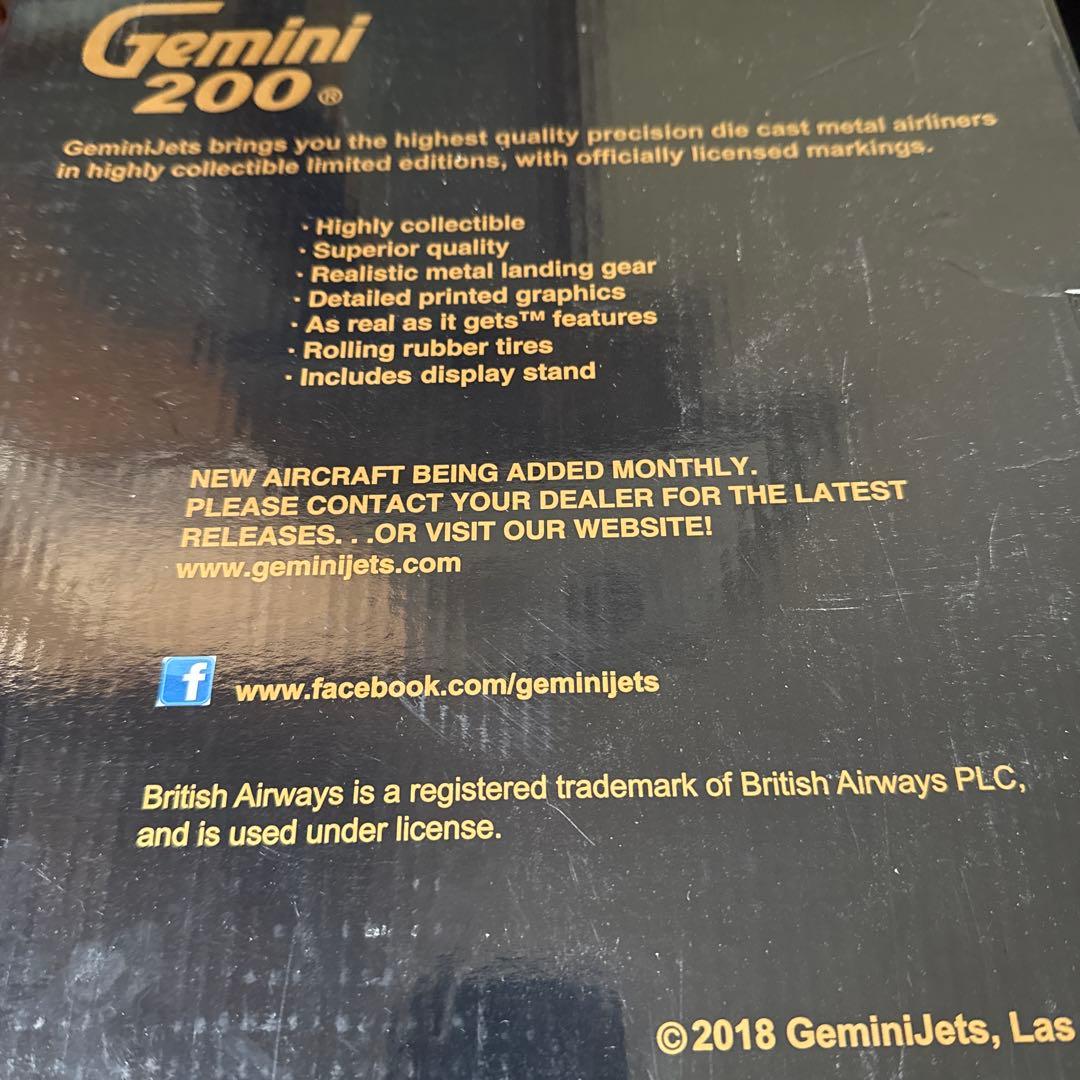 Gemini
200®
GeminiJets brings you the highest quality precision die cast metal airliners
in highly collectible limited editions, with officially licensed markings.
· Highly collectible
· Superior quality
· Realistic metal landing gear
· Detailed printed graphics
· As real as it gets™ features
· Rolling rubber tires
· Includes display stand
NEW AIRCRAFT BEING ADDED MONTHLY.
PLEASE CONTACT YOUR DEALER FOR THE LATEST
RELEASES. . .OR VISIT OUR WEBSITE!
www.geminijets.com
f www.facebook.com/geminijets
British Airways is a registered trademark of British Airways PLC,
and is used under license.
©2018 GeminiJets, Las